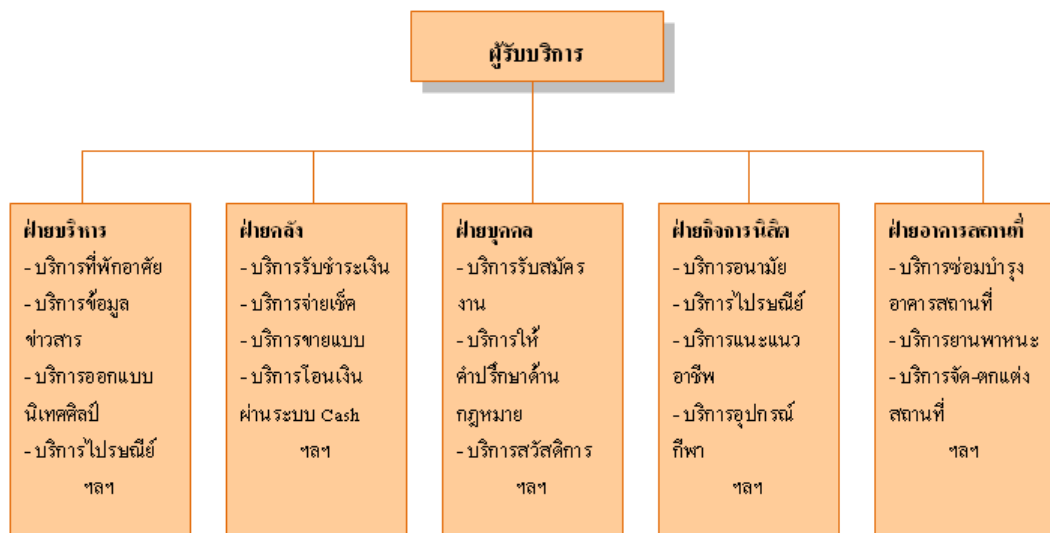 ผู้รับบริการ
ฝ่ายบริหาร
- บริการที่พักอาศัย
- บริการข้อมูล
ข่าวสาร
- บริการออกแบบ
นิเทศศิลป์
- บริการไปรษณีย์
ฯลฯ
ฝ่ายคลัง
- บริการรับชำระเงิน
- บริการจ่ายเช็ค
- บริการขายแบบ
- บริการโอนเงิน
ผ่านระบบ Cash
ฯลฯ
ฝ่ายบุคคล
- บริการรับสมัคร
งาน
- บริการให้
คำปรึกษาด้าน
กฎหมาย
- บริการสวัสดิการ
ฯลฯ
ฝ่ายกิจการนิสิต
- บริการอนามัย
- บริการไปรษณีย์
- บริการแนะแนว
อาชีพ
- บริการอุปกรณ์
กีฬา
ฯลฯ
ฝ่ายอาคารสถานที่
- บริการซ่อมบำรุง
อาคารสถานที่
- บริการยานพาหนะ
- บริการจัด-ตกแต่ง
สถานที่
ฯลฯ